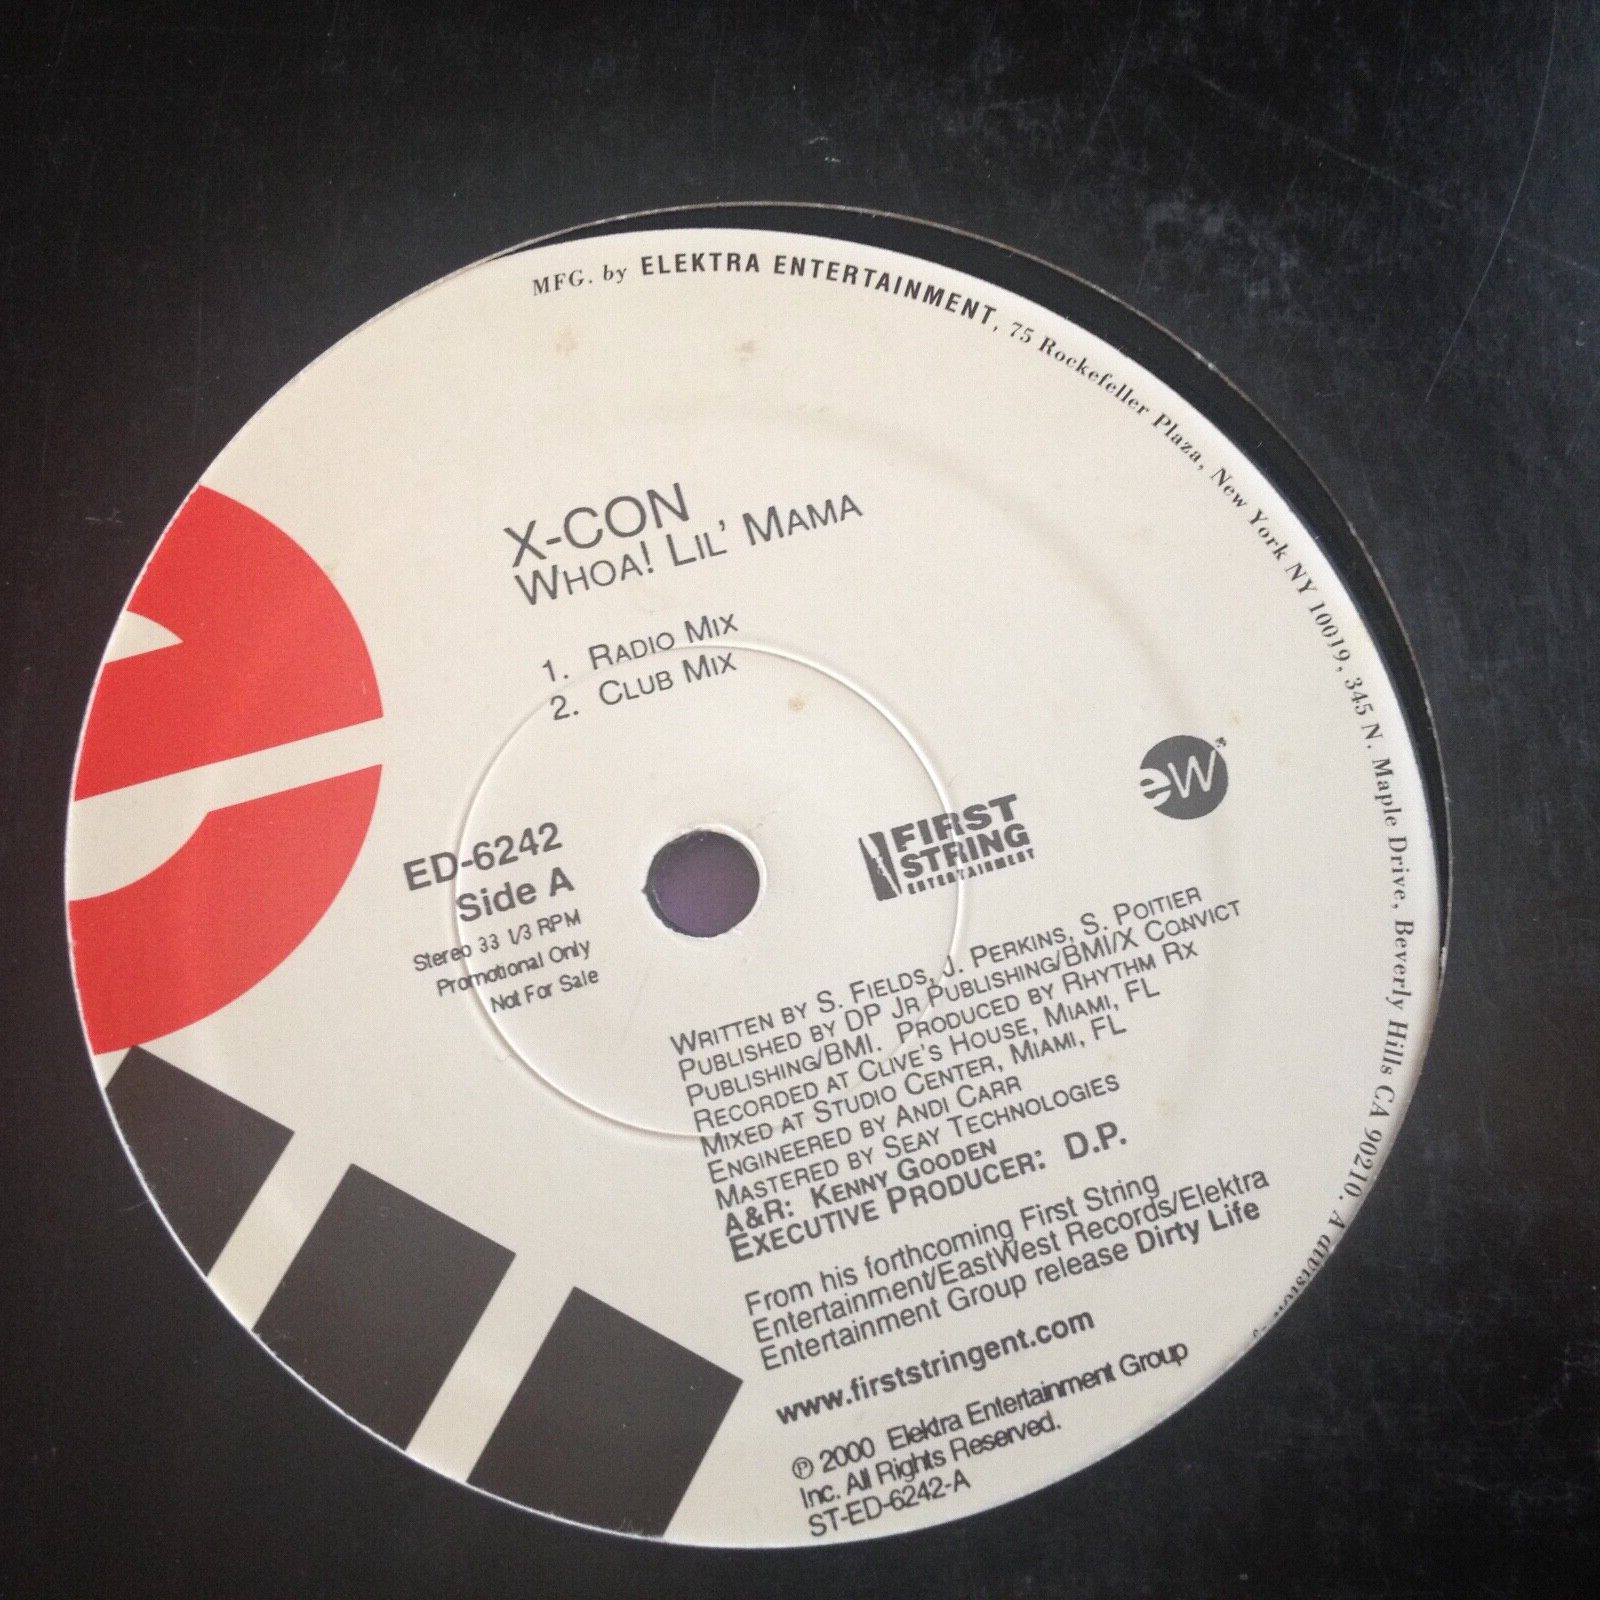 MFG. by ELEKTRA ENTERTAINMENT, 75 Rockefeller Plaza, New York NY 10019, 345 N. Maple Drive, Beverly Hills CA 90210. A
X-CON
WHOA! LIL' MAMA
1. RADIO MIX
2. CLUB MIX
ew
FIRST
STRING
ENTERTAINMENT
ED-6242
Side A
Stereo 33 1/3 RPM
Promotional Only
Not For Sale
WRITTEN BY S. FIELDS, J. PERKINS, S. POITIER
PUBLISHED BY DP JR PUBLISHING/BMI/X CONVICT
PUBLISHING/BMI. PRODUCED BY RHYTHM RX
RECORDED AT CLIVE'S HOUSE, MIAMI, FL
MIXED AT STUDIO CENTER, MIAMI, FL
ENGINEERED BY ANDI CARR
MASTERED BY SEAY TECHNOLOGIES
A&R: KENNY GOODEN
EXECUTIVE PRODUCER: D.P.
From his forthcoming First String
Entertainment/EastWest Records/Elektra
Entertainment Group release Dirty Life
www.firststringent.com
℗ 2000 Elektra Entertainment Group
Inc. All Rights Reserved.
ST-ED-6242-A